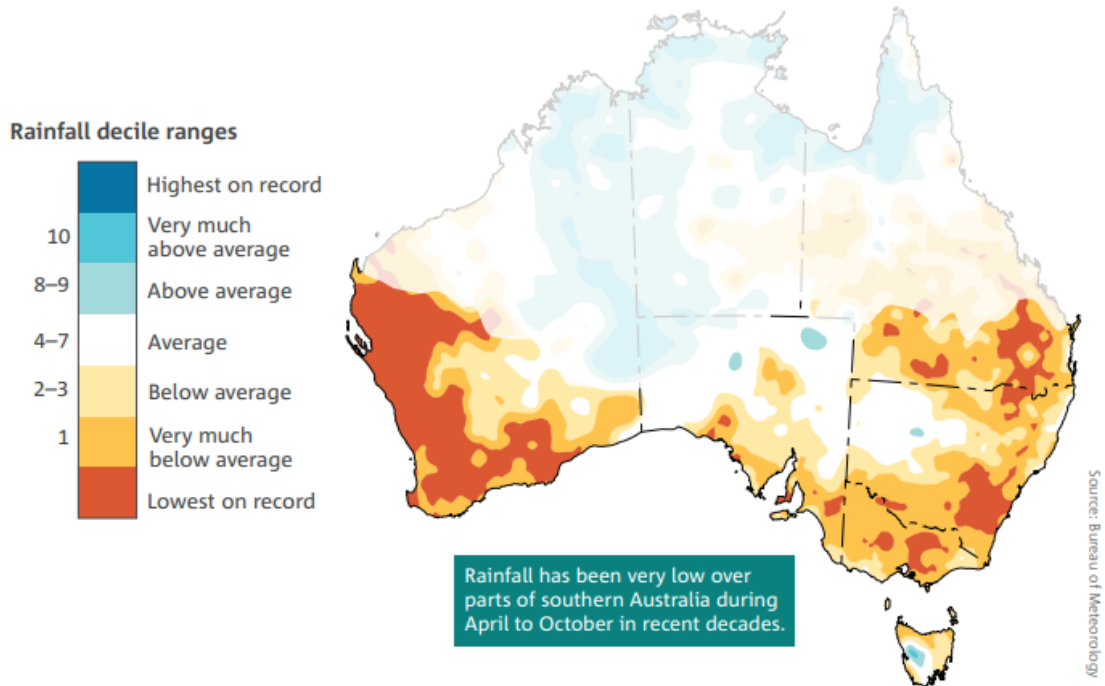 Rainfall decile ranges
Highest on record
10
Very much
above average
8–9
Above average
4–7
Average
2–3
Below average
1
Very much
below average
Lowest on record
Rainfall has been very low over
parts of southern Australia during
April to October in recent decades.
Source: Bureau of Meteorology